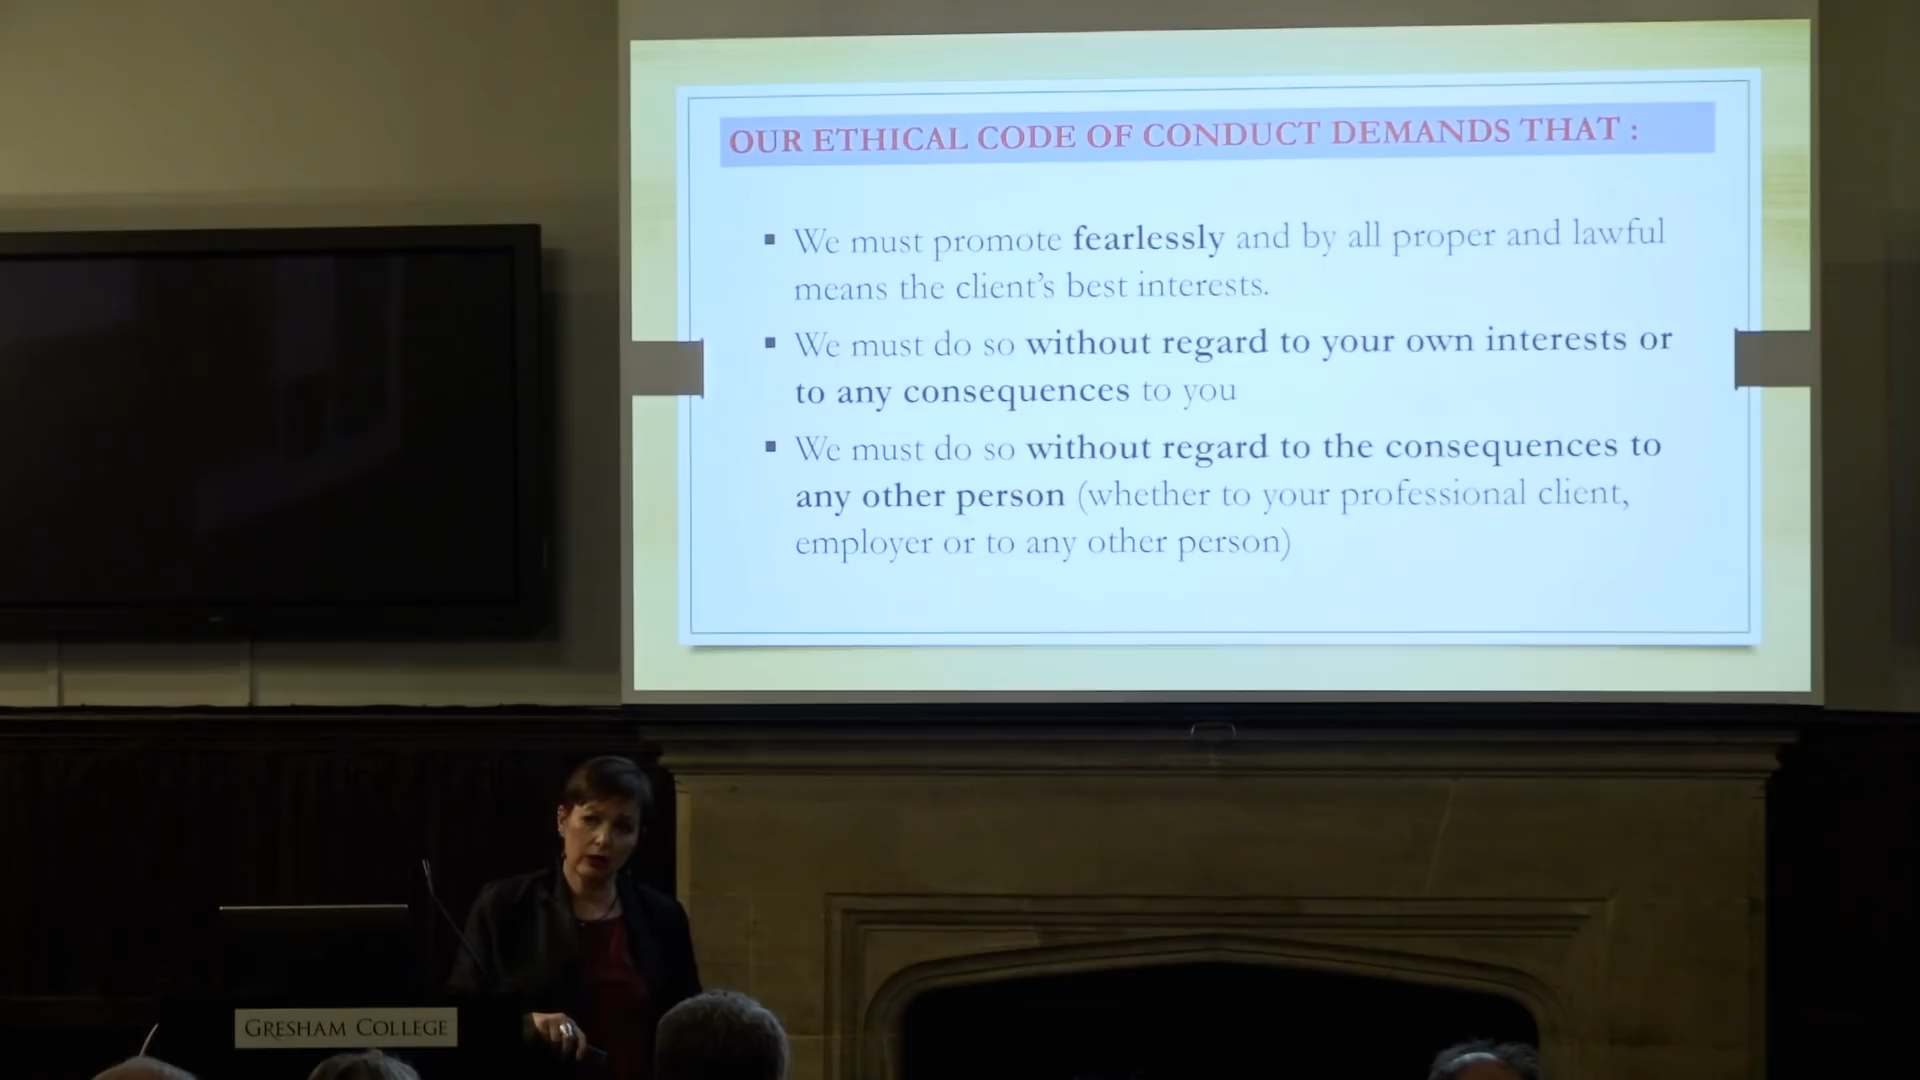 OUR ETHICAL CODE OF CONDUCT DEMANDS THAT :
▪ We must promote fearlessly and by all proper and lawful
means the client's best interests.
▪ We must do so without regard to your own interests or
to any consequences to you
▪ We must do so without regard to the consequences to
any other person (whether to your professional client,
employer or to any other person)
GRESHAM COLLEGE